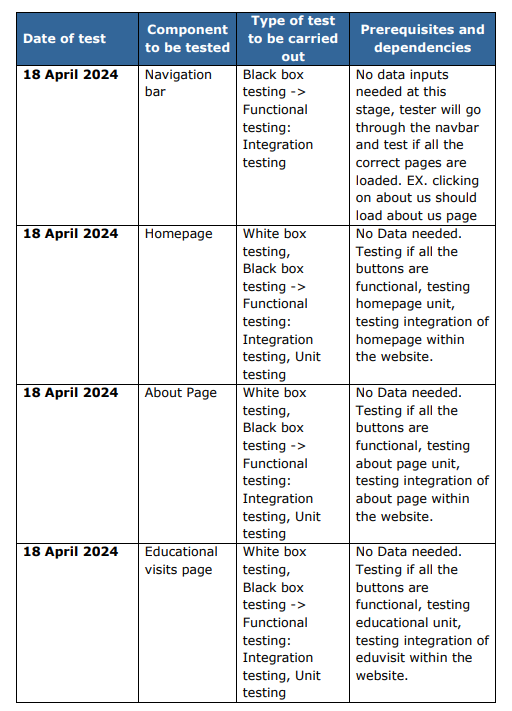 Date of test
Component
to be tested
Type of test
to be carried
out
Prerequisites and
dependencies
18 April 2024
Navigation
bar
Black box
testing ->
Functional
testing:
Integration
testing
No data inputs
needed at this
stage, tester will go
through the navbar
and test if all the
correct pages are
loaded. EX. clicking
on about us should
load about us page
18 April 2024
Homepage
White box
testing,
Black box
testing ->
Functional
testing:
Integration
testing, Unit
testing
No Data needed.
Testing if all the
buttons are
functional, testing
homepage unit,
testing integration of
homepage within
the website.
18 April 2024
About Page
White box
testing,
Black box
testing ->
Functional
testing:
Integration
testing, Unit
testing
No Data needed.
Testing if all the
buttons are
functional, testing
about page unit,
testing integration of
about page within
the website.
18 April 2024
Educational
visits page
White box
testing,
Black box
testing ->
Functional
testing:
Integration
testing, Unit
testing
No Data needed.
Testing if all the
buttons are
functional, testing
educational unit,
testing integration of
eduvisit within the
website.